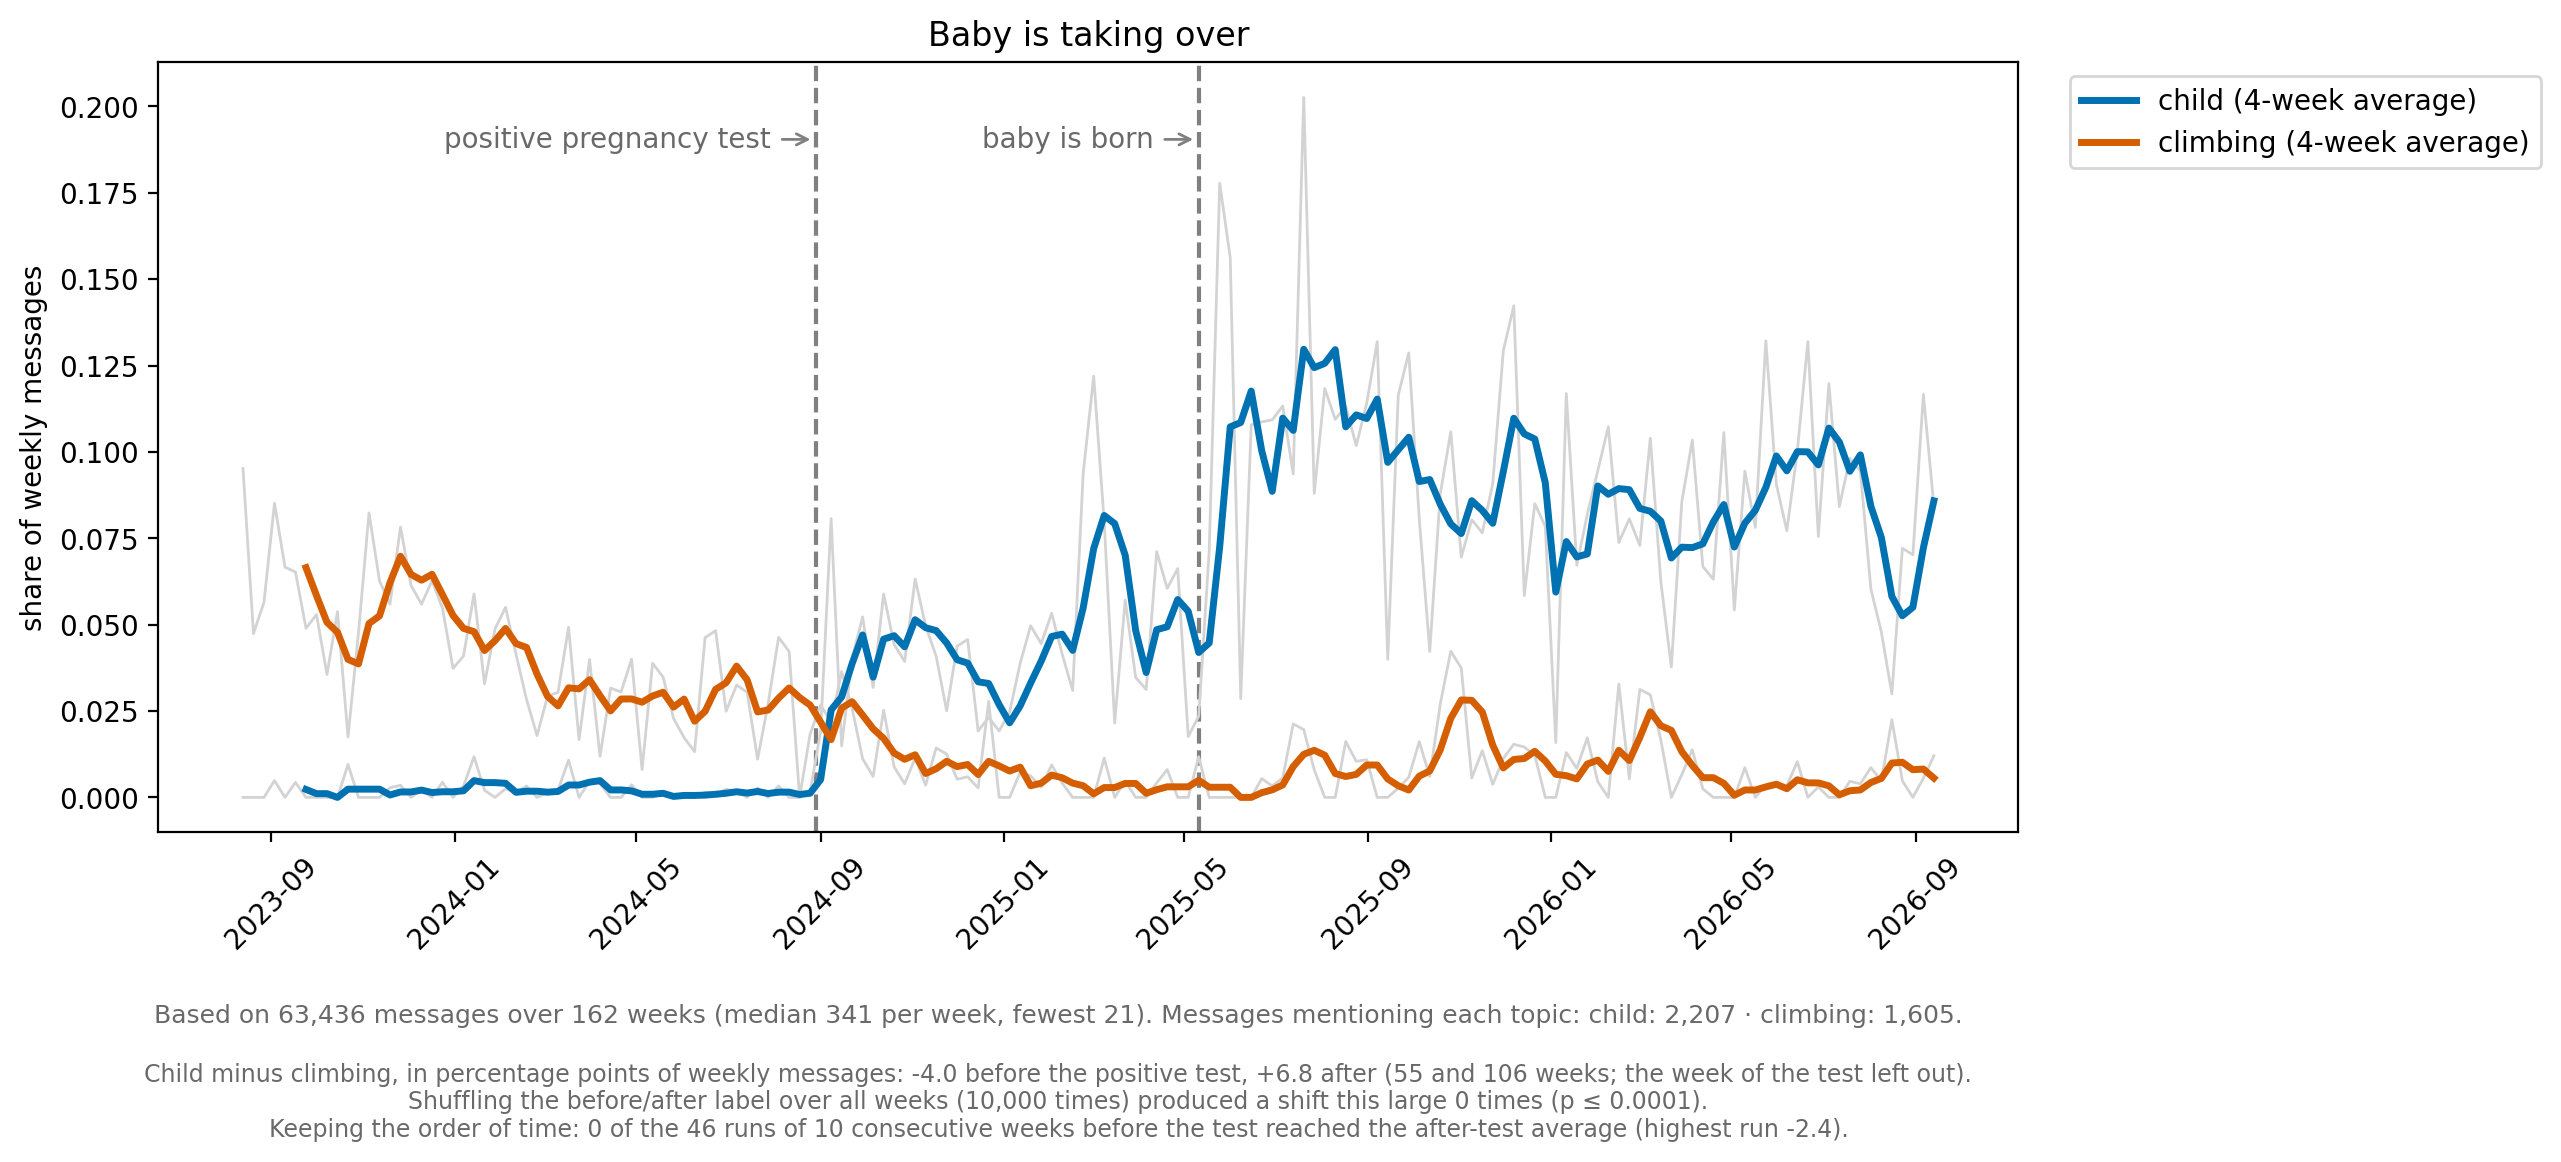 Baby is taking over
child (4-week average)
climbing (4-week average)
positive pregnancy test
baby is born
share of weekly messages
0.200
0.175
0.150
0.125
0.100
0.075
0.050
0.025
0.000
2023-09
2024-01
2024-05
2024-09
2025-01
2025-05
2025-09
2026-01
2026-05
2026-09
Based on 63,436 messages over 162 weeks (median 341 per week, fewest 21). Messages mentioning each topic: child: 2,207 · climbing: 1,605.
Child minus climbing, in percentage points of weekly messages: -4.0 before the positive test, +6.8 after (55 and 106 weeks; the week of the test left out).
Shuffling the before/after label over all weeks (10,000 times) produced a shift this large 0 times (p ≤ 0.0001).
Keeping the order of time: 0 of the 46 runs of 10 consecutive weeks before the test reached the after-test average (highest run -2.4).